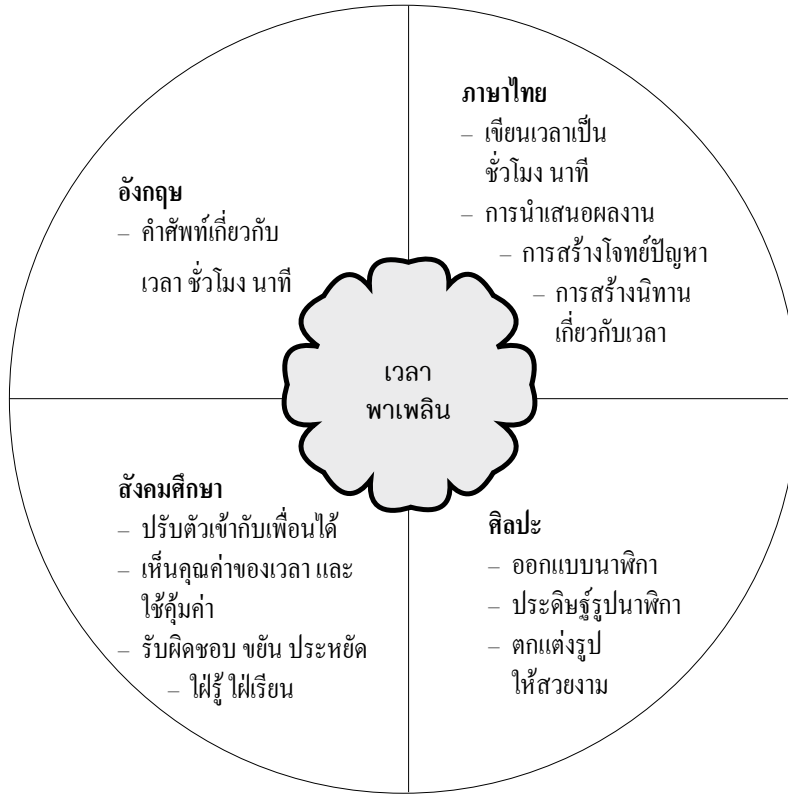 อังกฤษ
– คำศัพท์เกี่ยวกับ
เวลา ชั่วโมง นาที
ภาษาไทย
– เขียนเวลาเป็น
ชั่วโมง นาที
– การนำเสนอผลงาน
– การสร้างโจทย์ปัญหา
– การสร้างนิทาน
เกี่ยวกับเวลา
เวลา
พาเพลิน
สังคมศึกษา
– ปรับตัวเข้ากับเพื่อนได้
– เห็นคุณค่าของเวลา และ
ใช้คุ้มค่า
– รับผิดชอบ ขยัน ประหยัด
– ใฝ่รู้ ใฝ่เรียน
ศิลปะ
– ออกแบบนาฬิกา
– ประดิษฐ์รูปนาฬิกา
– ตกแต่งรูป
ให้สวยงาม